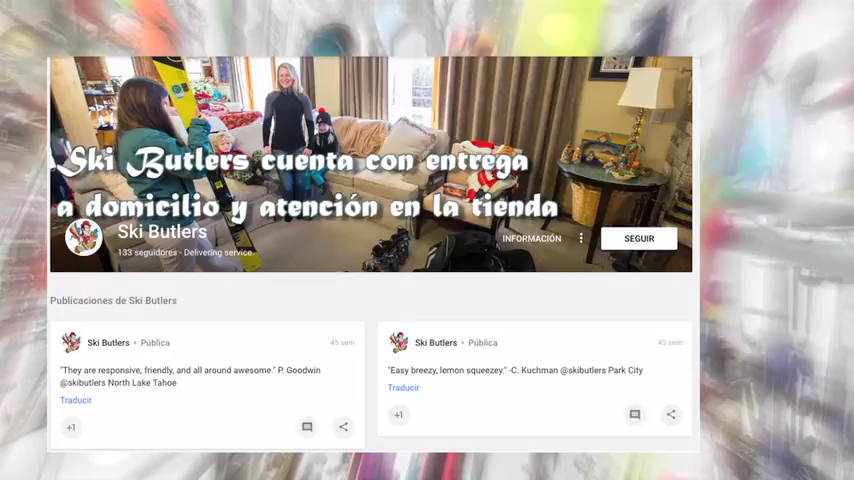 Ski Butlers cuenta con entrega
a domicilio y atención en la tienda
Ski Butlers
133 seguidores - Delivering service
INFORMACIÓN
SEGUIR
Publicaciones de Ski Butlers
Ski Butlers Pública 45 sem
"They are responsive, friendly, and all around awesome." P. Goodwin
@skibutlers North Lake Tahoe
Traducir
+1
Ski Butlers Pública 45 sem
"Easy breezy, lemon squeezey." -C. Kuchman @skibutlers Park City
Traducir
+1